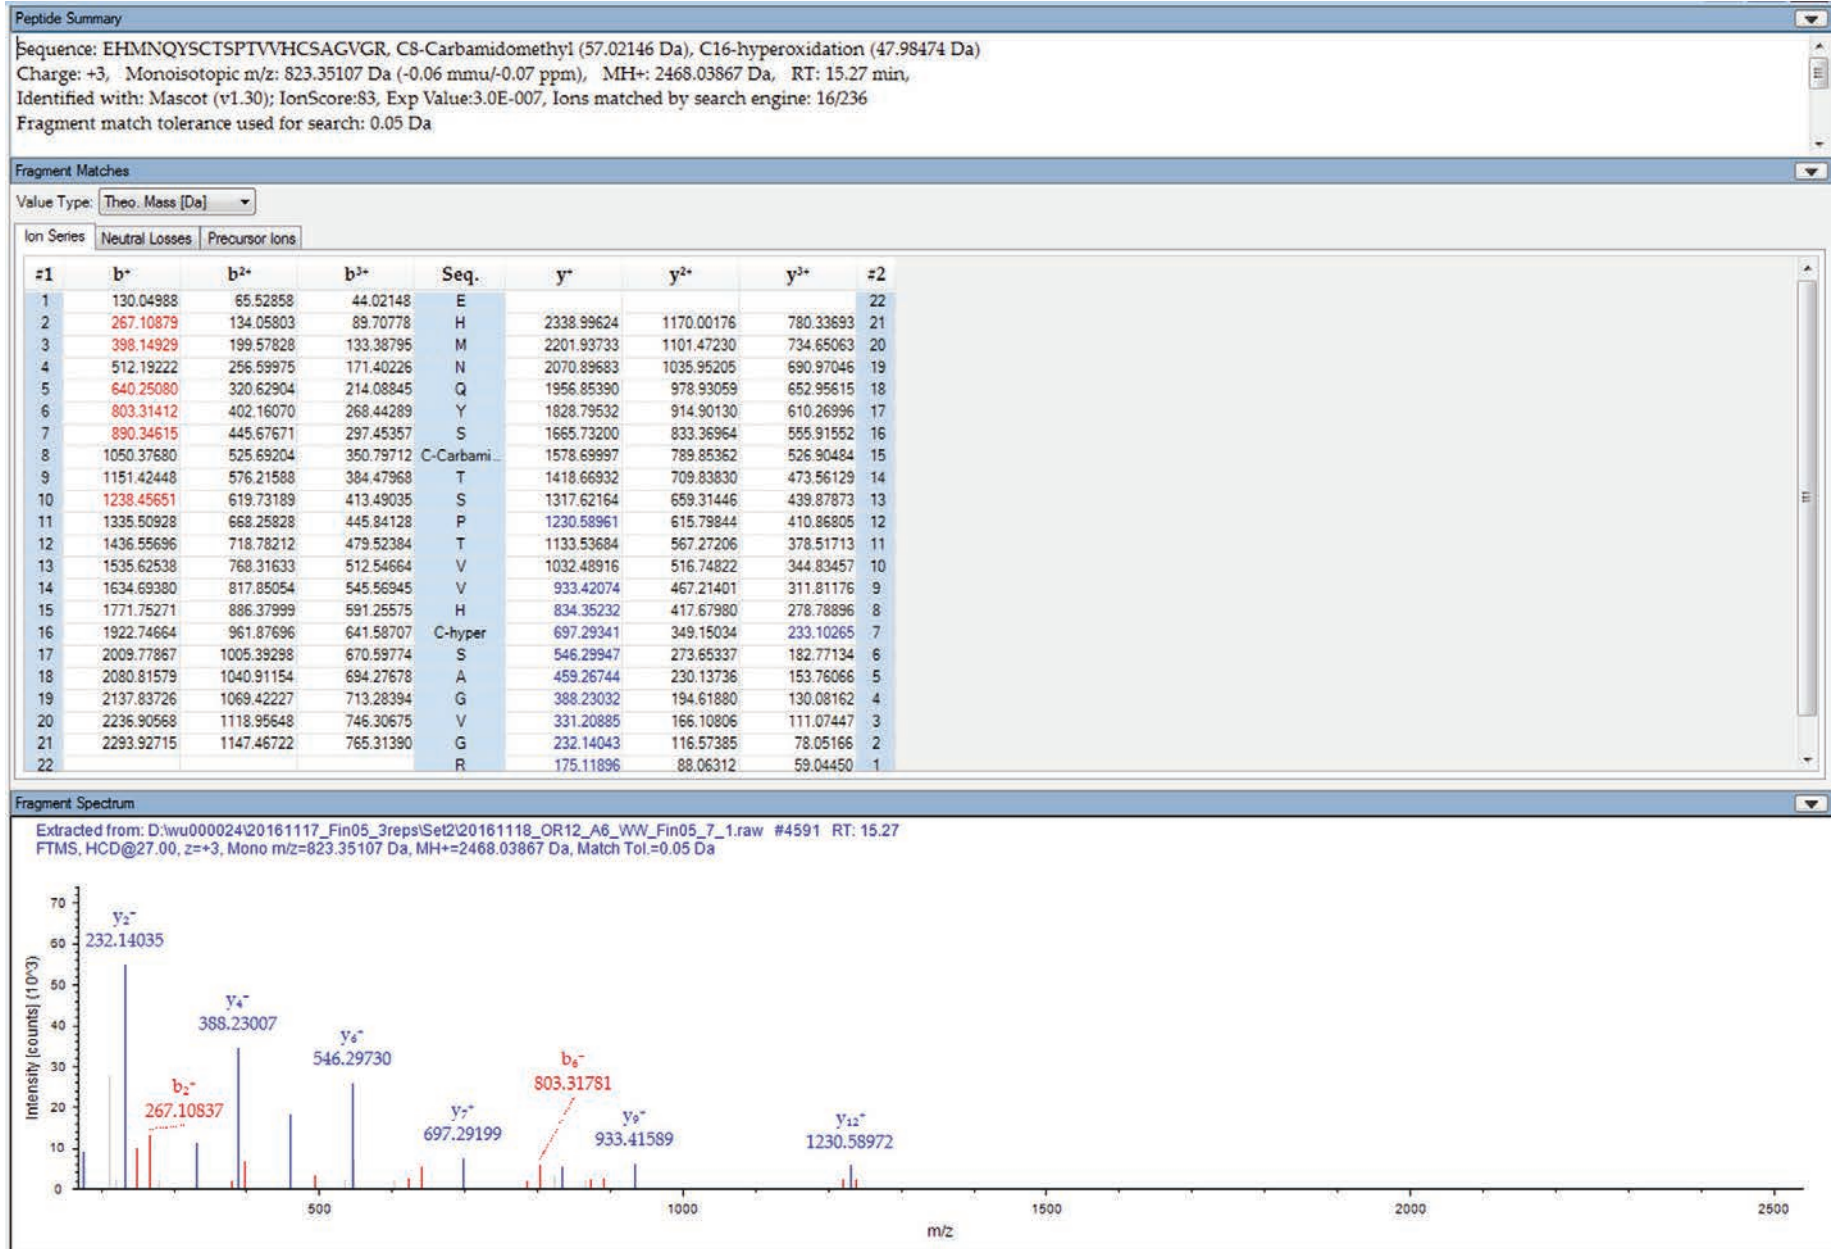 Peptide Summary
Sequence: EHMNQYSCTSPTVVHCSAGVGR, C8-Carbamidomethyl (57.02146 Da), C16-hyperoxidation (47.98474 Da)
Charge: +3, Monoisotopic m/z: 823.35107 Da (-0.06 mmu/-0.07 ppm), MH+: 2468.03867 Da, RT: 15.27 min,
Identified with: Mascot (v1.30); IonScore:83, Exp Value:3.0E-007, Ions matched by search engine: 16/236
Fragment match tolerance used for search: 0.05 Da
Fragment Matches
Value Type: Theo. Mass [Da]
Ion Series Neutral Losses Precursor Ions
#1 b⁺ b²⁺ b³⁺ Seq. y⁺ y²⁺ y³⁺ #2
1 130.04988 65.52858 44.02148 E 22
2 267.10879 134.05803 89.70778 H 2338.99624 1170.00176 780.33693 21
3 398.14929 199.57828 133.38795 M 2201.93733 1101.47230 734.65063 20
4 512.19222 256.59975 171.40226 N 2070.89683 1035.95205 690.97046 19
5 640.25080 320.62904 214.08845 Q 1956.85390 978.93059 652.95615 18
6 803.31412 402.16070 268.44289 Y 1828.79532 914.90130 610.26996 17
7 890.34615 445.67671 297.45357 S 1665.73200 833.36964 555.91552 16
8 1050.37680 525.69204 350.79712 C-Carbami... 1578.69997 789.85362 526.90484 15
9 1151.42448 576.21588 384.47968 T 1418.66932 709.83830 473.56129 14
10 1238.45651 619.73189 413.49035 S 1317.62164 659.31446 439.87873 13
11 1335.50928 668.25828 445.84128 P 1230.58961 615.79844 410.86805 12
12 1436.55696 718.78212 479.52384 T 1133.53684 567.27206 378.51713 11
13 1535.62538 768.31633 512.54664 V 1032.48916 516.74822 344.83457 10
14 1634.69380 817.85054 545.56945 V 933.42074 467.21401 311.81176 9
15 1771.75271 886.37999 591.25575 H 834.35232 417.67980 278.78896 8
16 1922.74664 961.87696 641.58707 C-hyper 697.29341 349.15034 233.10265 7
17 2009.77867 1005.39298 670.59774 S 546.29947 273.65337 182.77134 6
18 2080.81579 1040.91154 694.27678 A 459.26744 230.13736 153.76066 5
19 2137.83726 1069.42227 713.28394 G 388.23032 194.61880 130.08162 4
20 2236.90568 1118.95648 746.30675 V 331.20885 166.10806 111.07447 3
21 2293.92715 1147.46722 765.31390 G 232.14043 116.57385 78.05166 2
22 R 175.11896 88.06312 59.04450 1
Fragment Spectrum
Extracted from: D:\wu000024\20161117_Fin05_3reps\Set2\20161118_OR12_A6_WW_Fin05_7_1.raw #4591 RT: 15.27
FTMS, HCD@27.00, z=+3, Mono m/z=823.35107 Da, MH+=2468.03867 Da, Match Tol.=0.05 Da
Intensity [counts] (10^3)
70
60
50
40
30
20
10
0
y₂⁺
232.14035
b₂⁺
267.10837
y₄⁺
388.23007
y₆⁺
546.29730
y₇⁺
697.29199
b₆⁺
803.31781
y₉⁺
933.41589
y₁₂⁺
1230.58972
500 1000 1500 2000 2500
m/z